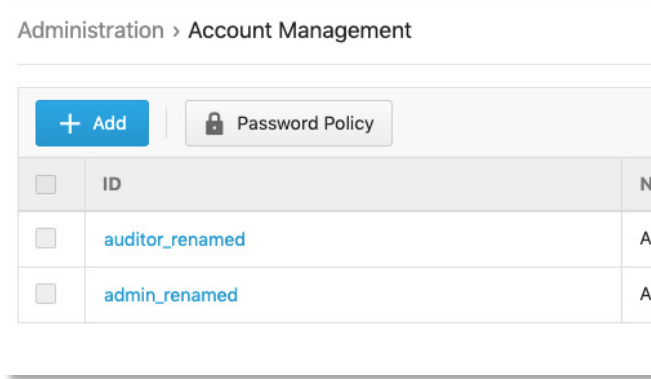 Administration › Account Management
+ Add Password Policy
ID
auditor_renamed A
admin_renamed A